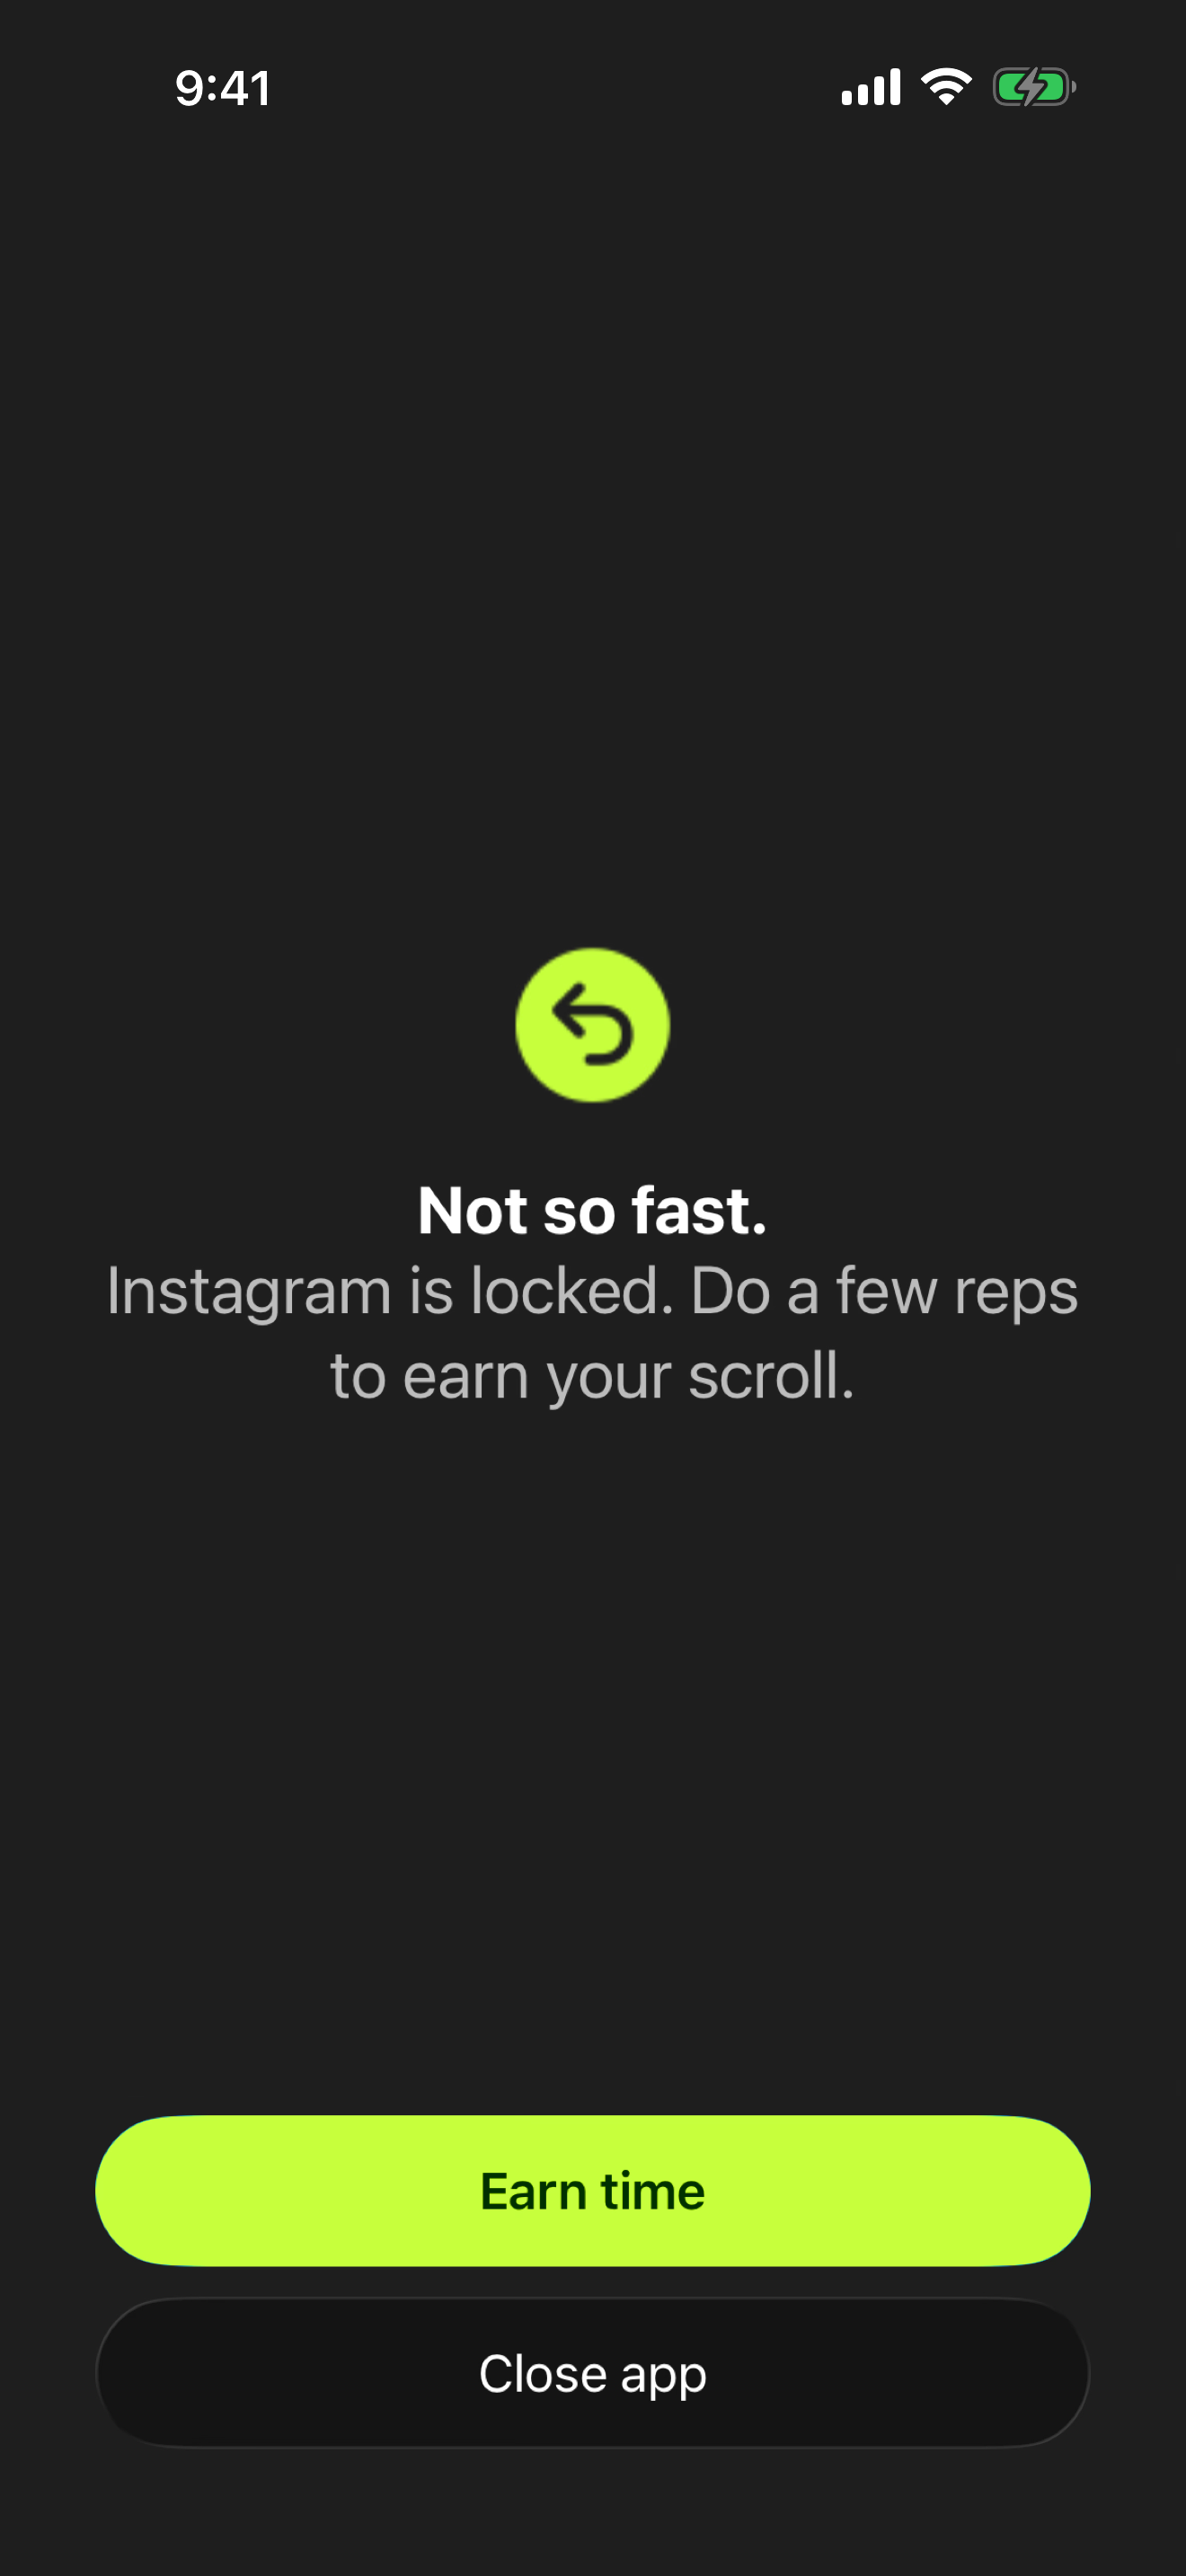 9:41
Not so fast.
Instagram is locked. Do a few reps
to earn your scroll.
Earn time
Close app